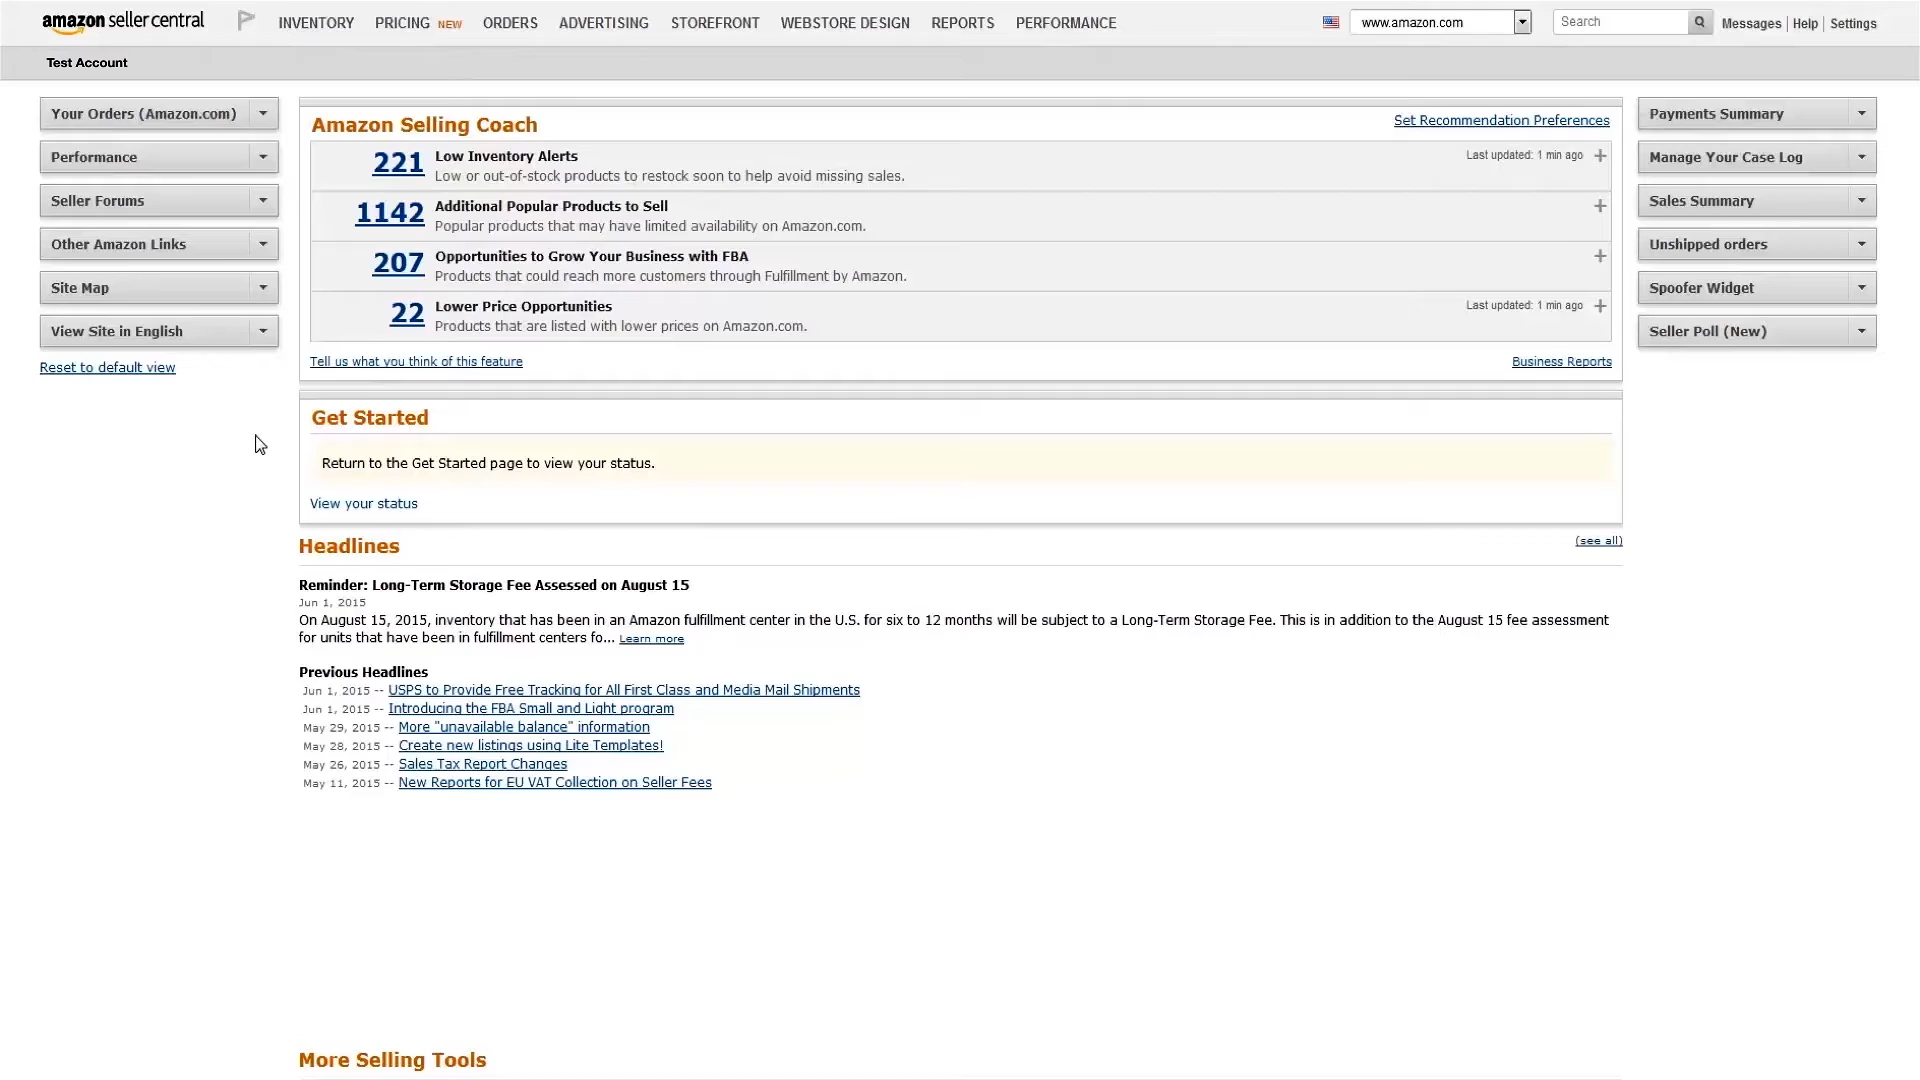 amazon seller central INVENTORY PRICING NEW ORDERS ADVERTISING STOREFRONT WEBSTORE DESIGN REPORTS PERFORMANCE www.amazon.com Search Messages | Help | Settings
Test Account
Your Orders (Amazon.com)
Performance
Seller Forums
Other Amazon Links
Site Map
View Site in English
Reset to default view
Amazon Selling Coach
Set Recommendation Preferences
221 Low Inventory Alerts
Last updated: 1 min ago
Low or out-of-stock products to restock soon to help avoid missing sales.
1142 Additional Popular Products to Sell
Popular products that may have limited availability on Amazon.com.
207 Opportunities to Grow Your Business with FBA
Products that could reach more customers through Fulfillment by Amazon.
22 Lower Price Opportunities
Last updated: 1 min ago
Products that are listed with lower prices on Amazon.com.
Tell us what you think of this feature
Business Reports
Get Started
Return to the Get Started page to view your status.
View your status
Headlines
(see all)
Reminder: Long-Term Storage Fee Assessed on August 15
Jun 1, 2015
On August 15, 2015, inventory that has been in an Amazon fulfillment center in the U.S. for six to 12 months will be subject to a Long-Term Storage Fee. This is in addition to the August 15 fee assessment
for units that have been in fulfillment centers fo... Learn more
Previous Headlines
Jun 1, 2015 -- USPS to Provide Free Tracking for All First Class and Media Mail Shipments
Jun 1, 2015 -- Introducing the FBA Small and Light program
May 29, 2015 -- More "unavailable balance" information
May 28, 2015 -- Create new listings using Lite Templates!
May 26, 2015 -- Sales Tax Report Changes
May 11, 2015 -- New Reports for EU VAT Collection on Seller Fees
More Selling Tools
Payments Summary
Manage Your Case Log
Sales Summary
Unshipped orders
Spoofer Widget
Seller Poll (New)